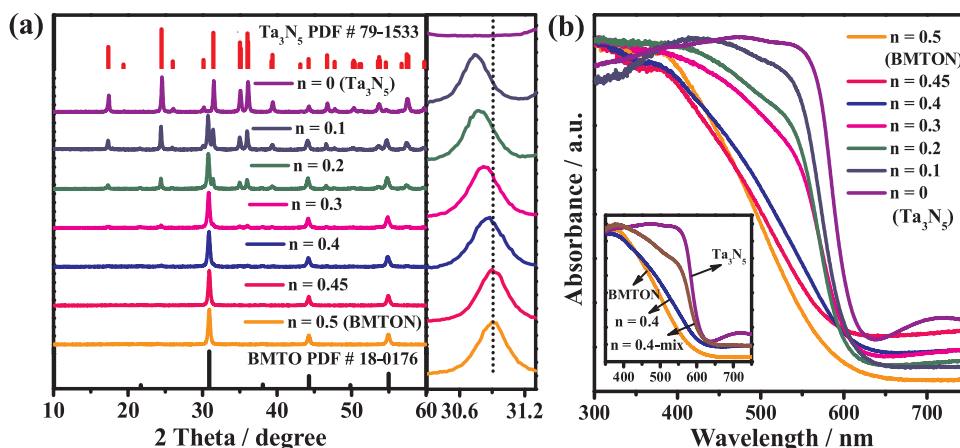 (a)
Ta3N5 PDF # 79-1533
n = 0 (Ta3N5)
n = 0.1
n = 0.2
n = 0.3
n = 0.4
n = 0.45
n = 0.5 (BMTON)
BMTO PDF # 18-0176
10 20 30 40 50 60
30.6 31.2
2 Theta / degree
(b)
Absorbance / a.u.
n = 0.5
(BMTON)
n = 0.45
n = 0.4
n = 0.3
n = 0.2
n = 0.1
n = 0
(Ta3N5)
Ta3N5
BMTON
n = 0.4
n = 0.4-mix
400 500 600 700
300 400 500 600 700
Wavelength / nm